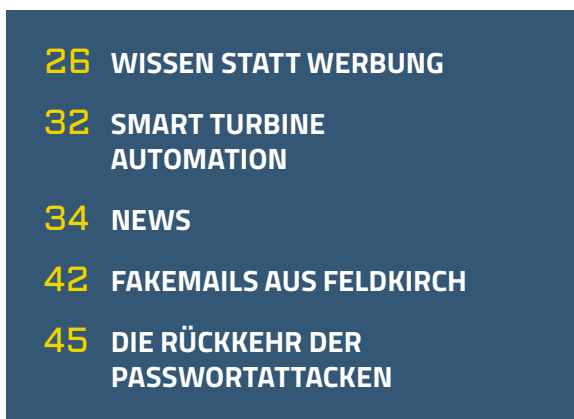 26 WISSEN STATT WERBUNG
32 SMART TURBINE
AUTOMATION
34 NEWS
42 FAKEMAILS AUS FELDKIRCH
45 DIE RÜCKKEHR DER
PASSWORTATTACKEN